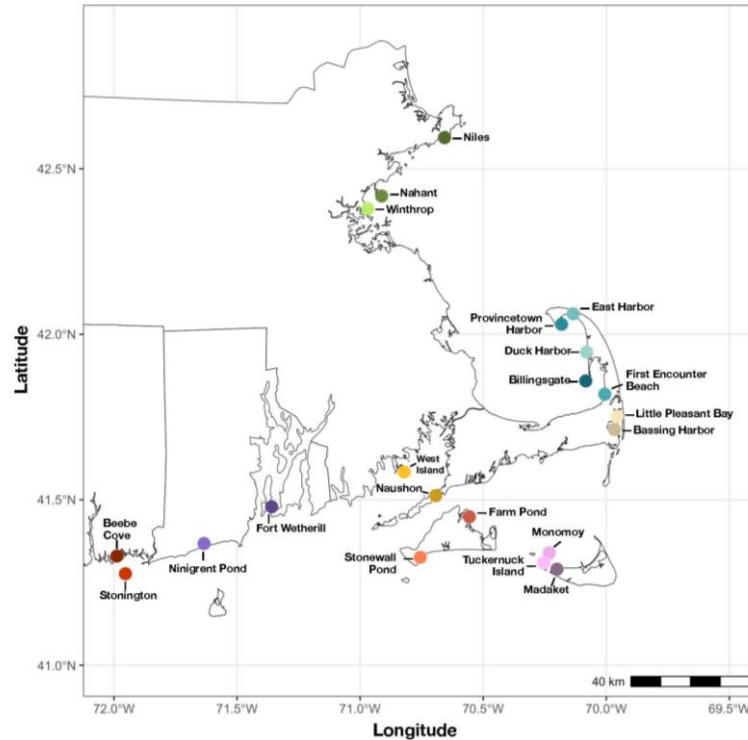 42.5°W
42.0°W
41.5°W
41.0°W
Latitude
Niles
Nahant
Winthrop
East Harbor
Provincetown
Harbor
Duck Harbor
Billingsgate
First Encounter
Beach
Little Pleasant Bay
Bassing Harbor
West
Island
Naushon
Fort Wetherill
Farm Pond
Beebe
Cove
Ninigrent Pond
Stonington
Stonewall
Pond
Monomoy
Tuckernuck
Island
Madaket
40 km
72.0°W
71.5°W
71.0°W
70.5°W
70.0°W
69.5°W
Longitude